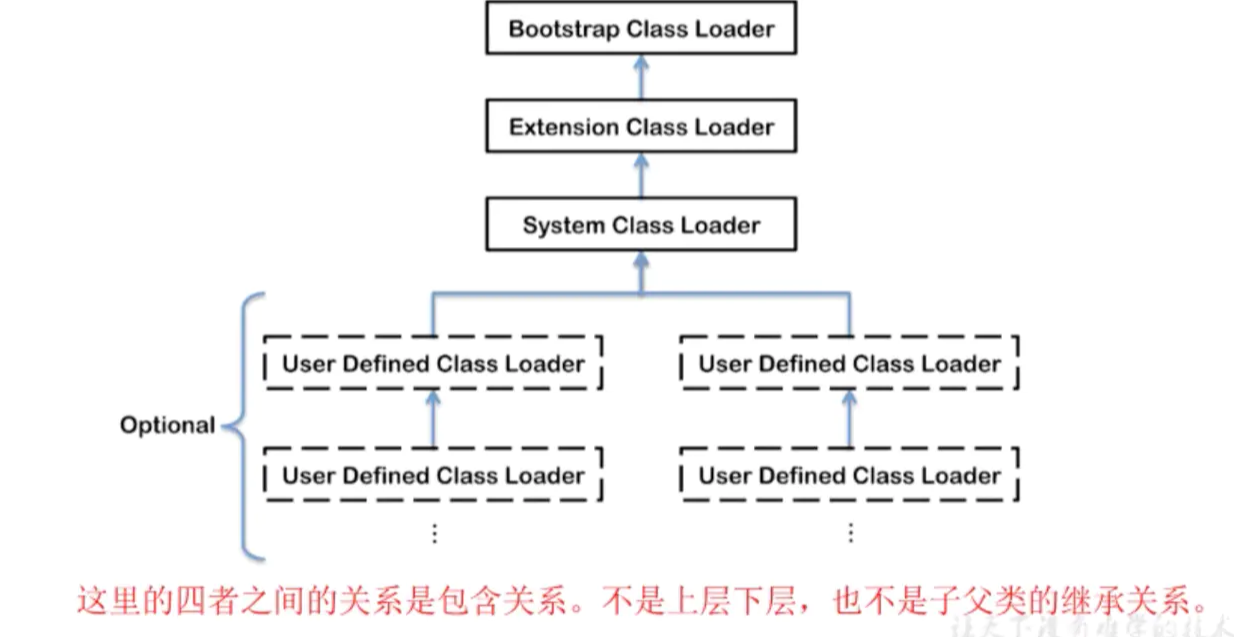 Bootstrap Class Loader
Extension Class Loader
System Class Loader
User Defined Class Loader
User Defined Class Loader
Optional
User Defined Class Loader
User Defined Class Loader
⋮
⋮
这里的四者之间的关系是包含关系。不是上层下层，也不是子父类的继承关系。